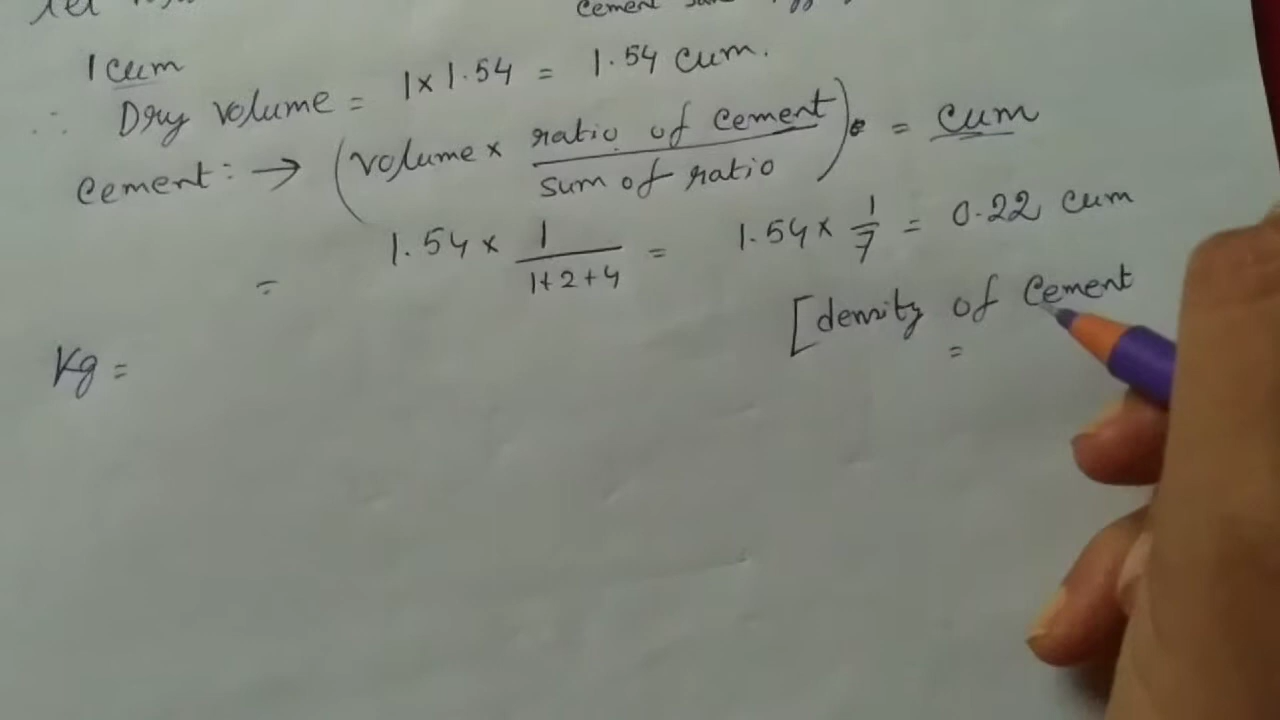 cement
1 cum
∴ Dry volume = 1 × 1.54 = 1.54 cum.
cement :→ (volume × ratio of cement / sum of ratio) = cum
= 1.54 × 1 / 1+2+4 = 1.54 × 1/7 = 0.22 cum
[density of Cement
Kg = =